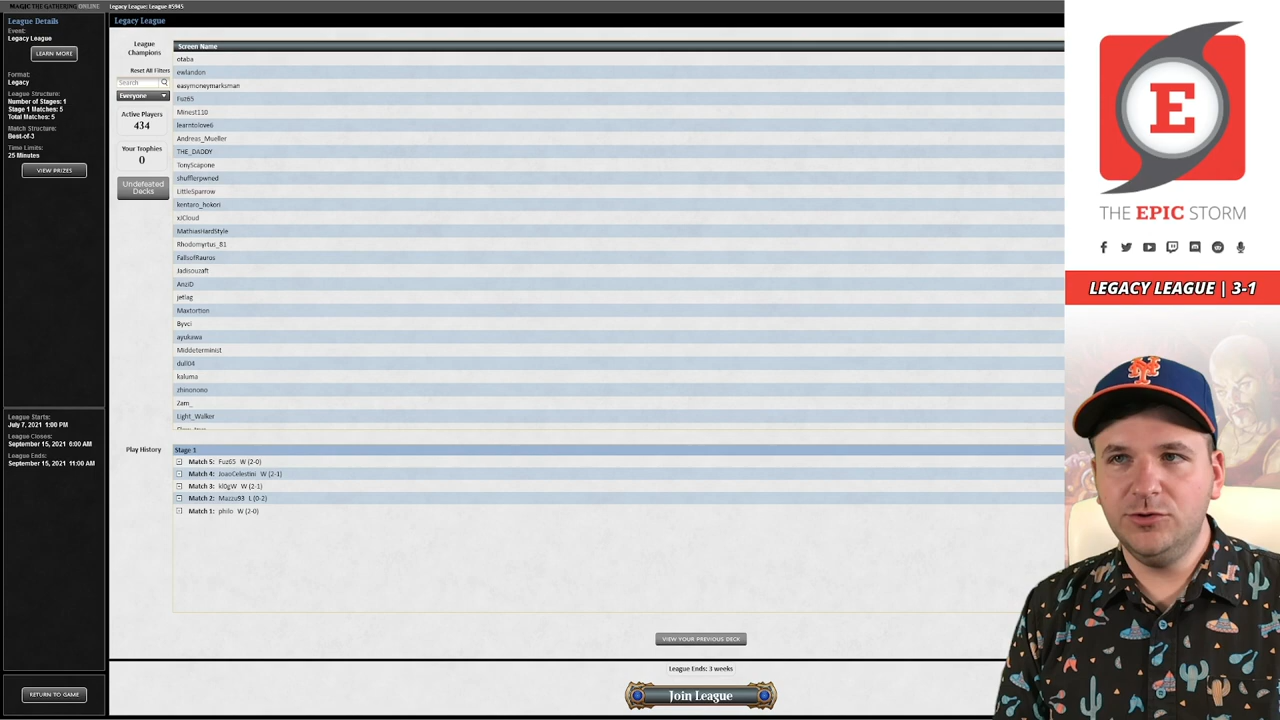 MAGIC THE GATHERING ONLINE
Legacy League: League #5945
League Details
Event:
Legacy League
LEARN MORE
Format:
Legacy
League Structure:
Number of Stages: 1
Stage 1 Matches: 5
Total Matches: 5
Match Structure:
Best-of-3
Time Limits:
25 Minutes
VIEW PRIZES
League Starts:
July 7, 2021 1:00 PM
League Closes:
September 15, 2021 6:00 AM
League Ends:
September 15, 2021 11:00 AM
RETURN TO GAME
Legacy League
League
Champions
Reset All Filters
Search
Everyone
Active Players
434
Your Trophies
0
Undefeated
Decks
Screen Name
otaba
ewlandon
easymoneymarksman
Fuz65
Minest110
learntolove6
Andreas_Mueller
THE_DADDY
TonyScapone
shufflerpwned
LittleSparrow
kentaro_hokori
xJCloud
MathiasHardStyle
Rhodomyrtus_81
FallsofRauros
Jadisouzaft
AnziD
jetlag
Maxtortion
Byvci
ayukawa
Middeterminist
dull04
kaluma
zhinonono
Zam_
Light_Walker
Play History
Stage 1
Match 5: Fuz65 W (2-0)
Match 4: JoaoCelestini W (2-1)
Match 3: kl0gW W (2-1)
Match 2: Mazzu93 L (0-2)
Match 1: philo W (2-0)
VIEW YOUR PREVIOUS DECK
League Ends: 3 weeks
Join League
E
THE EPIC STORM
LEGACY LEAGUE | 3-1